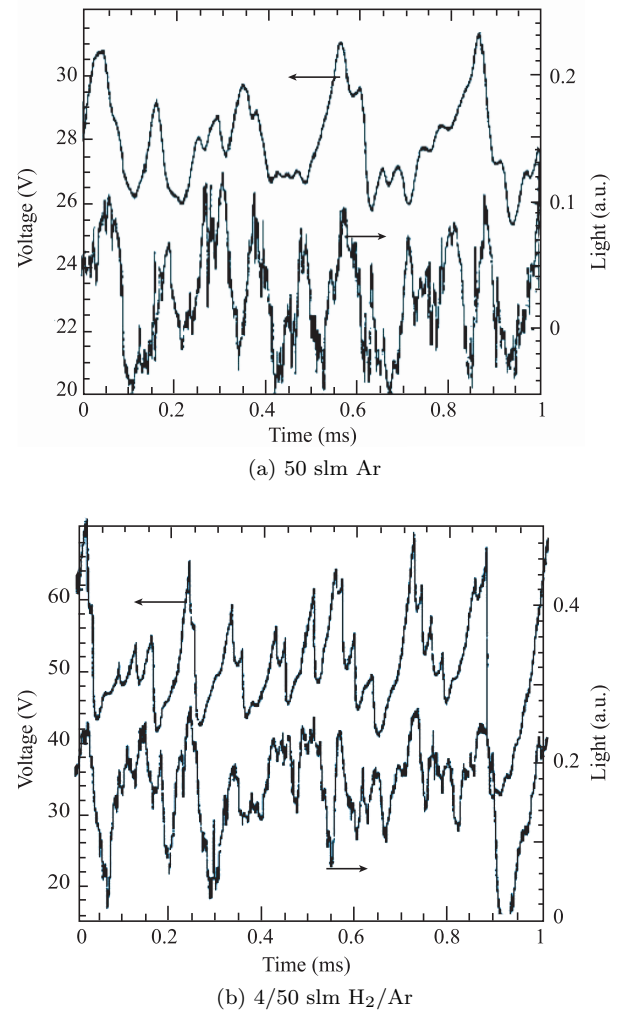 30
28
26
24
22
20
Voltage (V)
0.2
0.1
0
Light (a.u.)
0 0.2 0.4 0.6 0.8 1
Time (ms)
(a) 50 slm Ar
60
50
40
30
20
Voltage (V)
0.4
0.2
0
Light (a.u.)
0 0.2 0.4 0.6 0.8 1
Time (ms)
(b) 4/50 slm H₂/Ar